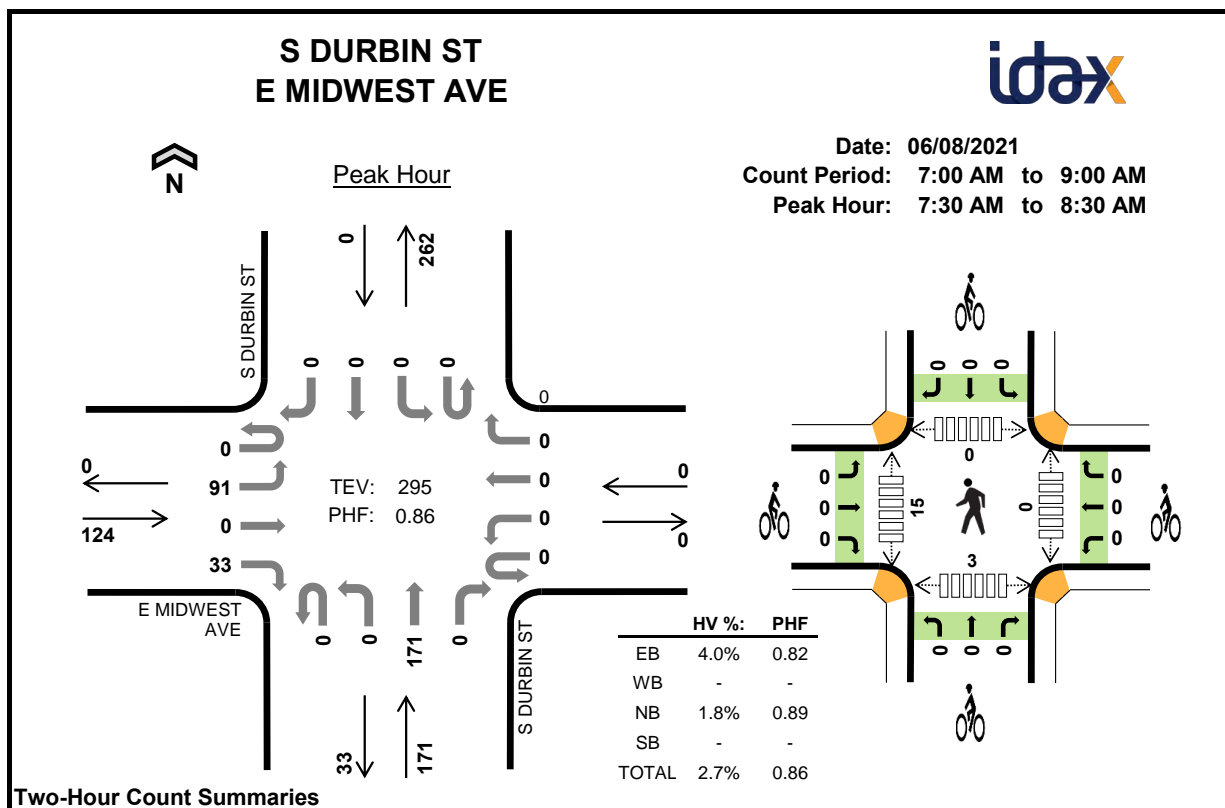 S DURBIN ST
E MIDWEST AVE
idax
Date: 06/08/2021
Count Period: 7:00 AM to 9:00 AM
Peak Hour: 7:30 AM to 8:30 AM
N
Peak Hour
0
262
S DURBIN ST
0 0 0 0
0
0
91
0
33
0
124
TEV: 295
PHF: 0.86
0
0
0
0
0
0
E MIDWEST
AVE
0 0 171 0
S DURBIN ST
33
171
HV %: PHF
EB 4.0% 0.82
WB - -
NB 1.8% 0.89
SB - -
TOTAL 2.7% 0.86
0 0 0
0
0
0
0
15
0
0
0
0
3
0 0 0
Two-Hour Count Summaries